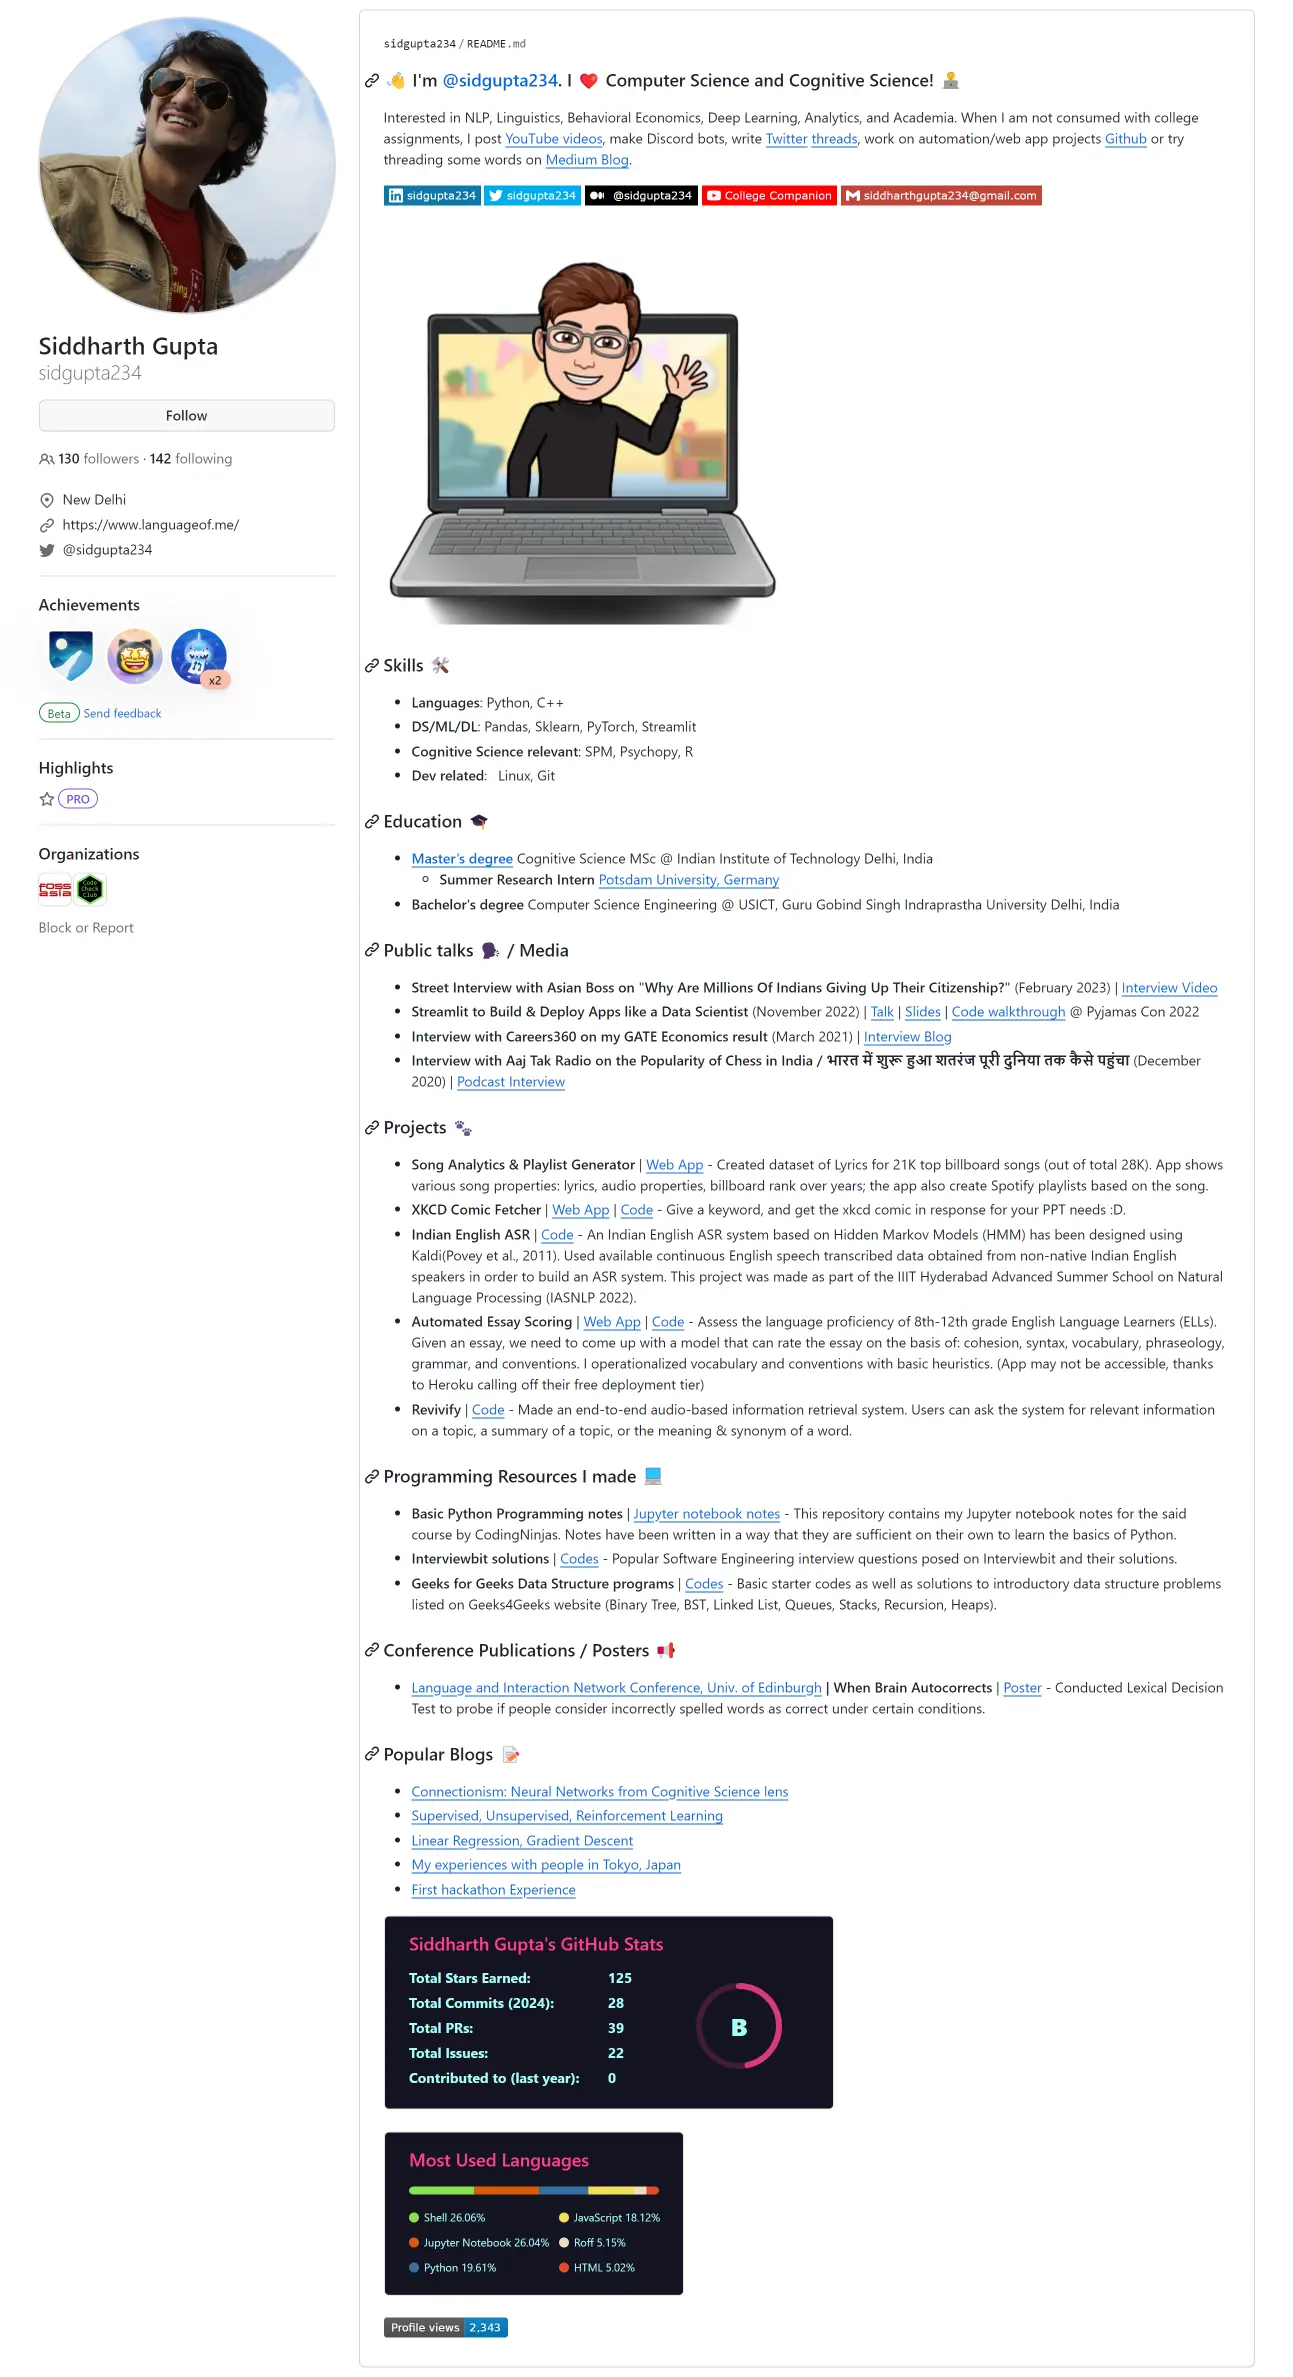 Siddharth Gupta
sidgupta234
Follow
130 followers · 142 following
New Delhi
https://www.languageof.me/
@sidgupta234
Achievements
x2
Beta Send feedback
Highlights
PRO
Organizations
FOSS ASIA
Code Check Club
Block or Report
sidgupta234/README.md
I'm @sidgupta234. I ❤️ Computer Science and Cognitive Science!
Interested in NLP, Linguistics, Behavioral Economics, Deep Learning, Analytics, and Academia. When I am not consumed with college
assignments, I post YouTube videos, make Discord bots, write Twitter threads, work on automation/web app projects Github or try
threading some words on Medium Blog.
in sidgupta234 sidgupta234 @sidgupta234 College Companion siddharthgupta234@gmail.com
Skills
• Languages: Python, C++
• DS/ML/DL: Pandas, Sklearn, PyTorch, Streamlit
• Cognitive Science relevant: SPM, Psychopy, R
• Dev related: Linux, Git
Education
• Master's degree Cognitive Science MSc @ Indian Institute of Technology Delhi, India
○ Summer Research Intern Potsdam University, Germany
• Bachelor's degree Computer Science Engineering @ USICT, Guru Gobind Singh Indraprastha University Delhi, India
Public talks / Media
• Street Interview with Asian Boss on "Why Are Millions Of Indians Giving Up Their Citizenship?" (February 2023) | Interview Video
• Streamlit to Build & Deploy Apps like a Data Scientist (November 2022) | Talk | Slides | Code walkthrough @ Pyjamas Con 2022
• Interview with Careers360 on my GATE Economics result (March 2021) | Interview Blog
• Interview with Aaj Tak Radio on the Popularity of Chess in India / भारत में शुरू हुआ शतरंज पूरी दुनिया तक कैसे पहुंचा (December
2020) | Podcast Interview
Projects
• Song Analytics & Playlist Generator | Web App - Created dataset of Lyrics for 21K top billboard songs (out of total 28K). App shows
various song properties: lyrics, audio properties, billboard rank over years; the app also create Spotify playlists based on the song.
• XKCD Comic Fetcher | Web App | Code - Give a keyword, and get the xkcd comic in response for your PPT needs :D.
• Indian English ASR | Code - An Indian English ASR system based on Hidden Markov Models (HMM) has been designed using
Kaldi(Povey et al., 2011). Used available continuous English speech transcribed data obtained from non-native Indian English
speakers in order to build an ASR system. This project was made as part of the IIIT Hyderabad Advanced Summer School on Natural
Language Processing (IASNLP 2022).
• Automated Essay Scoring | Web App | Code - Assess the language proficiency of 8th-12th grade English Language Learners (ELLs).
Given an essay, we need to come up with a model that can rate the essay on the basis of: cohesion, syntax, vocabulary, phraseology,
grammar, and conventions. I operationalized vocabulary and conventions with basic heuristics. (App may not be accessible, thanks
to Heroku calling off their free deployment tier)
• Revivify | Code - Made an end-to-end audio-based information retrieval system. Users can ask the system for relevant information
on a topic, a summary of a topic, or the meaning & synonym of a word.
Programming Resources I made
• Basic Python Programming notes | Jupyter notebook notes - This repository contains my Jupyter notebook notes for the said
course by CodingNinjas. Notes have been written in a way that they are sufficient on their own to learn the basics of Python.
• Interviewbit solutions | Codes - Popular Software Engineering interview questions posed on Interviewbit and their solutions.
• Geeks for Geeks Data Structure programs | Codes - Basic starter codes as well as solutions to introductory data structure problems
listed on Geeks4Geeks website (Binary Tree, BST, Linked List, Queues, Stacks, Recursion, Heaps).
Conference Publications / Posters
• Language and Interaction Network Conference, Univ. of Edinburgh | When Brain Autocorrects | Poster - Conducted Lexical Decision
Test to probe if people consider incorrectly spelled words as correct under certain conditions.
Popular Blogs
• Connectionism: Neural Networks from Cognitive Science lens
• Supervised, Unsupervised, Reinforcement Learning
• Linear Regression, Gradient Descent
• My experiences with people in Tokyo, Japan
• First hackathon Experience
Siddharth Gupta's GitHub Stats
Total Stars Earned: 125
Total Commits (2024): 28
Total PRs: 39
Total Issues: 22
Contributed to (last year): 0
B
Most Used Languages
Shell 26.06% JavaScript 18.12%
Jupyter Notebook 26.04% Roff 5.15%
Python 19.61% HTML 5.02%
Profile views 2,343